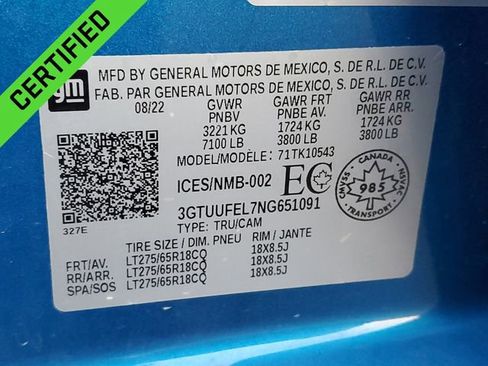 CERTIFIED
gm
MFD BY GENERAL MOTORS DE MEXICO, S. DE R.L. DE C.V.
FAB. PAR GENERAL MOTORS DE MEXICO, S. DE R.L. DE C.V.
08/22 GVWR GAWR FRT GAWR RR
PNBV PNBE AV. PNBE ARR.
3221 KG 1724 KG 1724 KG
7100 LB 3800 LB 3800 LB
MODEL/MODÈLE: 71TK10543
ICES/NMB-002 EC
CANADA
CMVSS 985 NSVAC
TRANSPORT
3GTUUFEL7NG651091
327E
TYPE: TRU/CAM
TIRE SIZE / DIM. PNEU RIM / JANTE
FRT/AV. LT275/65R18CQ 18X8.5J
RR/ARR. LT275/65R18CQ 18X8.5J
SPA/SOS LT275/65R18CQ 18X8.5J